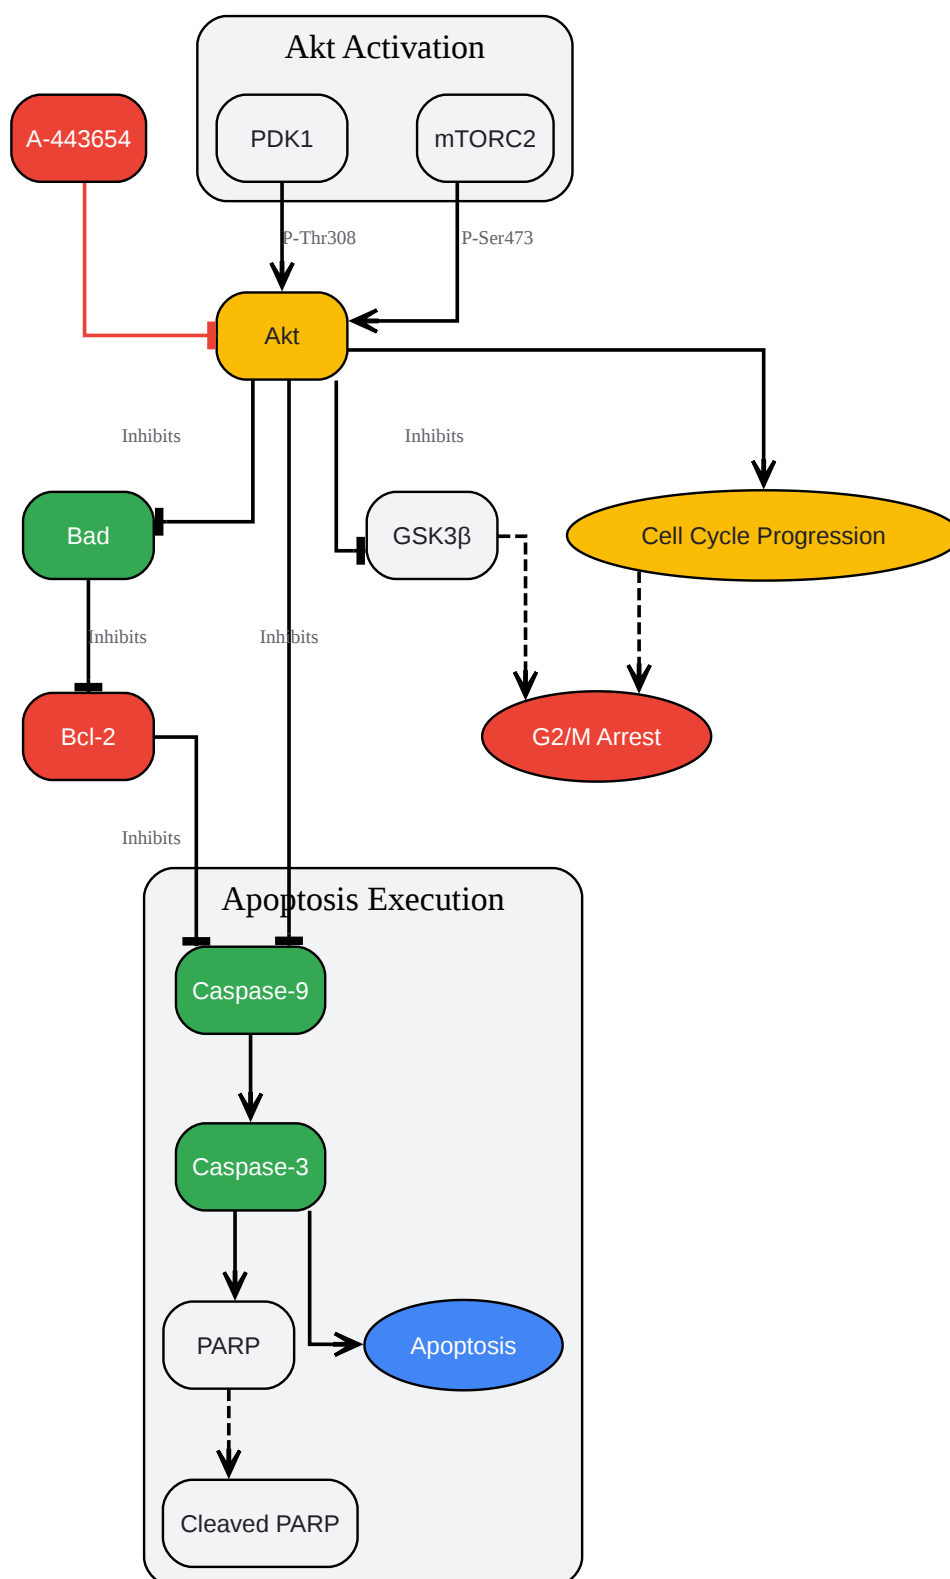 Akt Activation
A-443654
PDK1
mTORC2
P-Thr308
P-Ser473
Akt
Inhibits
Inhibits
Bad
GSK3β
Cell Cycle Progression
Inhibits
Inhibits
Bcl-2
G2/M Arrest
Inhibits
Apoptosis Execution
Caspase-9
Caspase-3
PARP
Apoptosis
Cleaved PARP